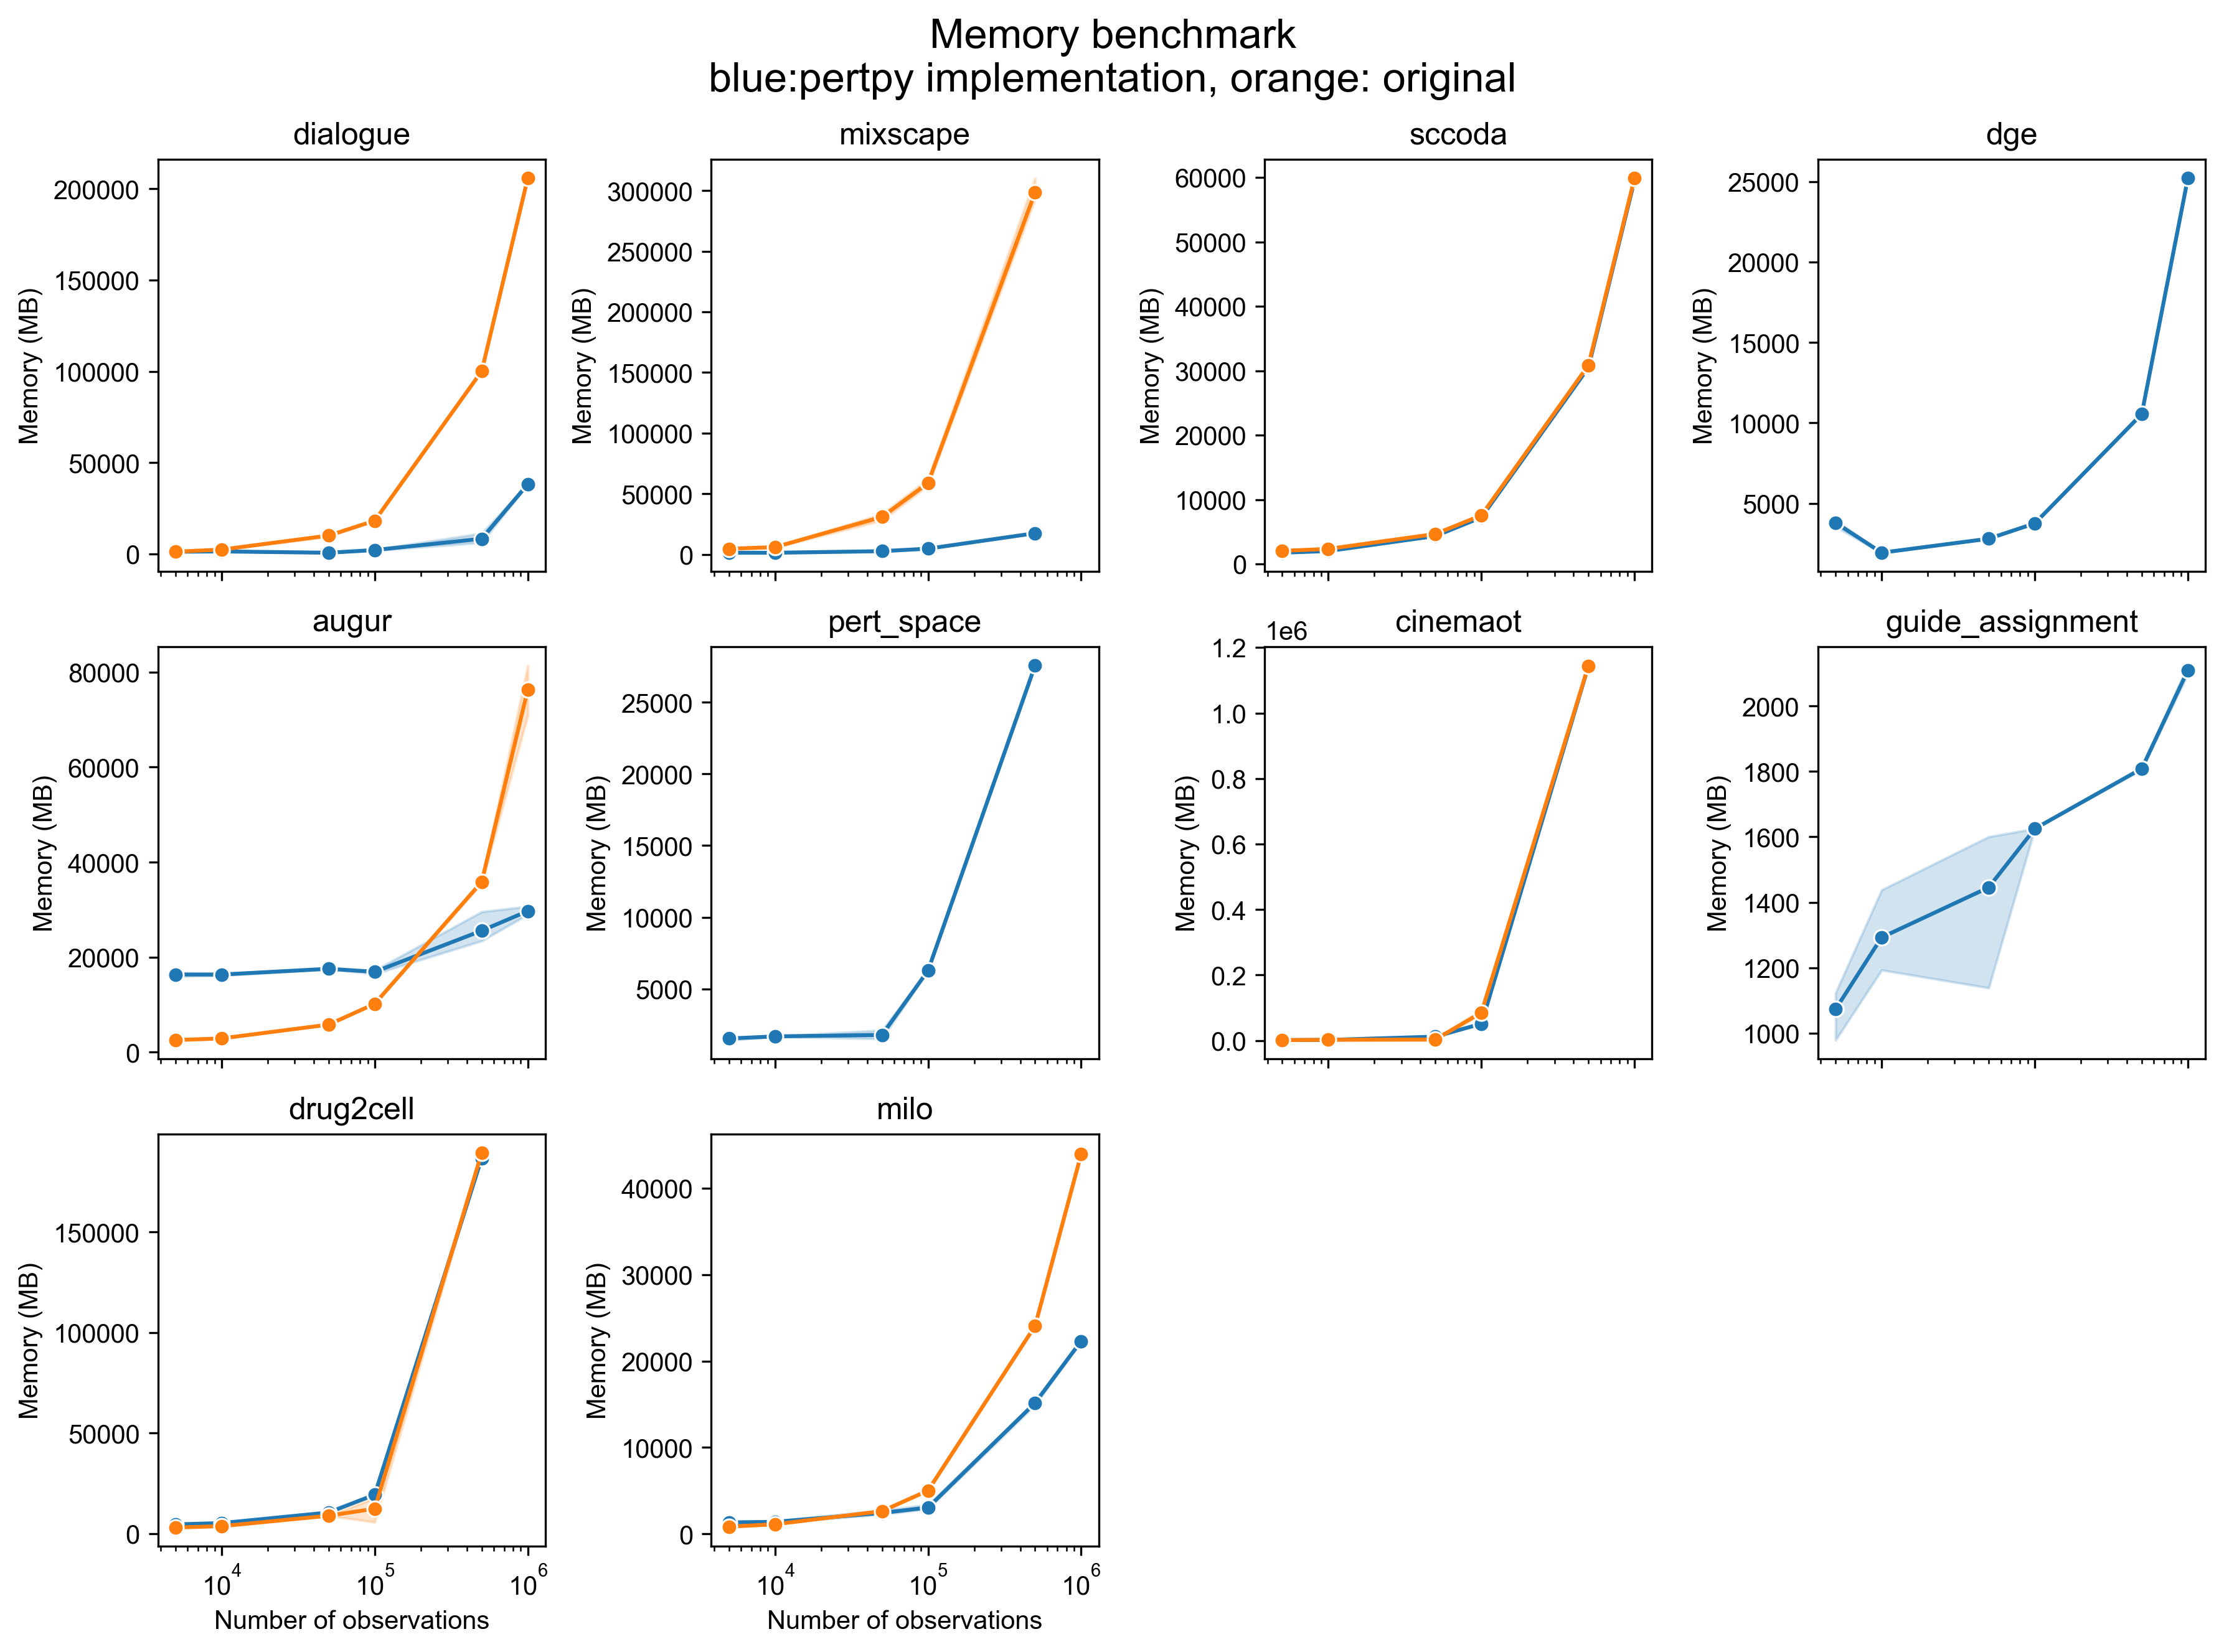 Memory benchmark
blue:pertpy implementation, orange: original
dialogue
mixscape
sccoda
dge
200000
150000
100000
50000
0
Memory (MB)
300000
250000
200000
150000
100000
50000
0
Memory (MB)
60000
50000
40000
30000
20000
10000
0
Memory (MB)
25000
20000
15000
10000
5000
Memory (MB)
augur
pert_space
cinemaot
guide_assignment
80000
60000
40000
20000
0
Memory (MB)
25000
20000
15000
10000
5000
Memory (MB)
1e6
1.2
1.0
0.8
0.6
0.4
0.2
0.0
Memory (MB)
2000
1800
1600
1400
1200
1000
Memory (MB)
drug2cell
milo
150000
100000
50000
0
Memory (MB)
10^4 10^5 10^6
Number of observations
40000
30000
20000
10000
0
Memory (MB)
10^4 10^5 10^6
Number of observations